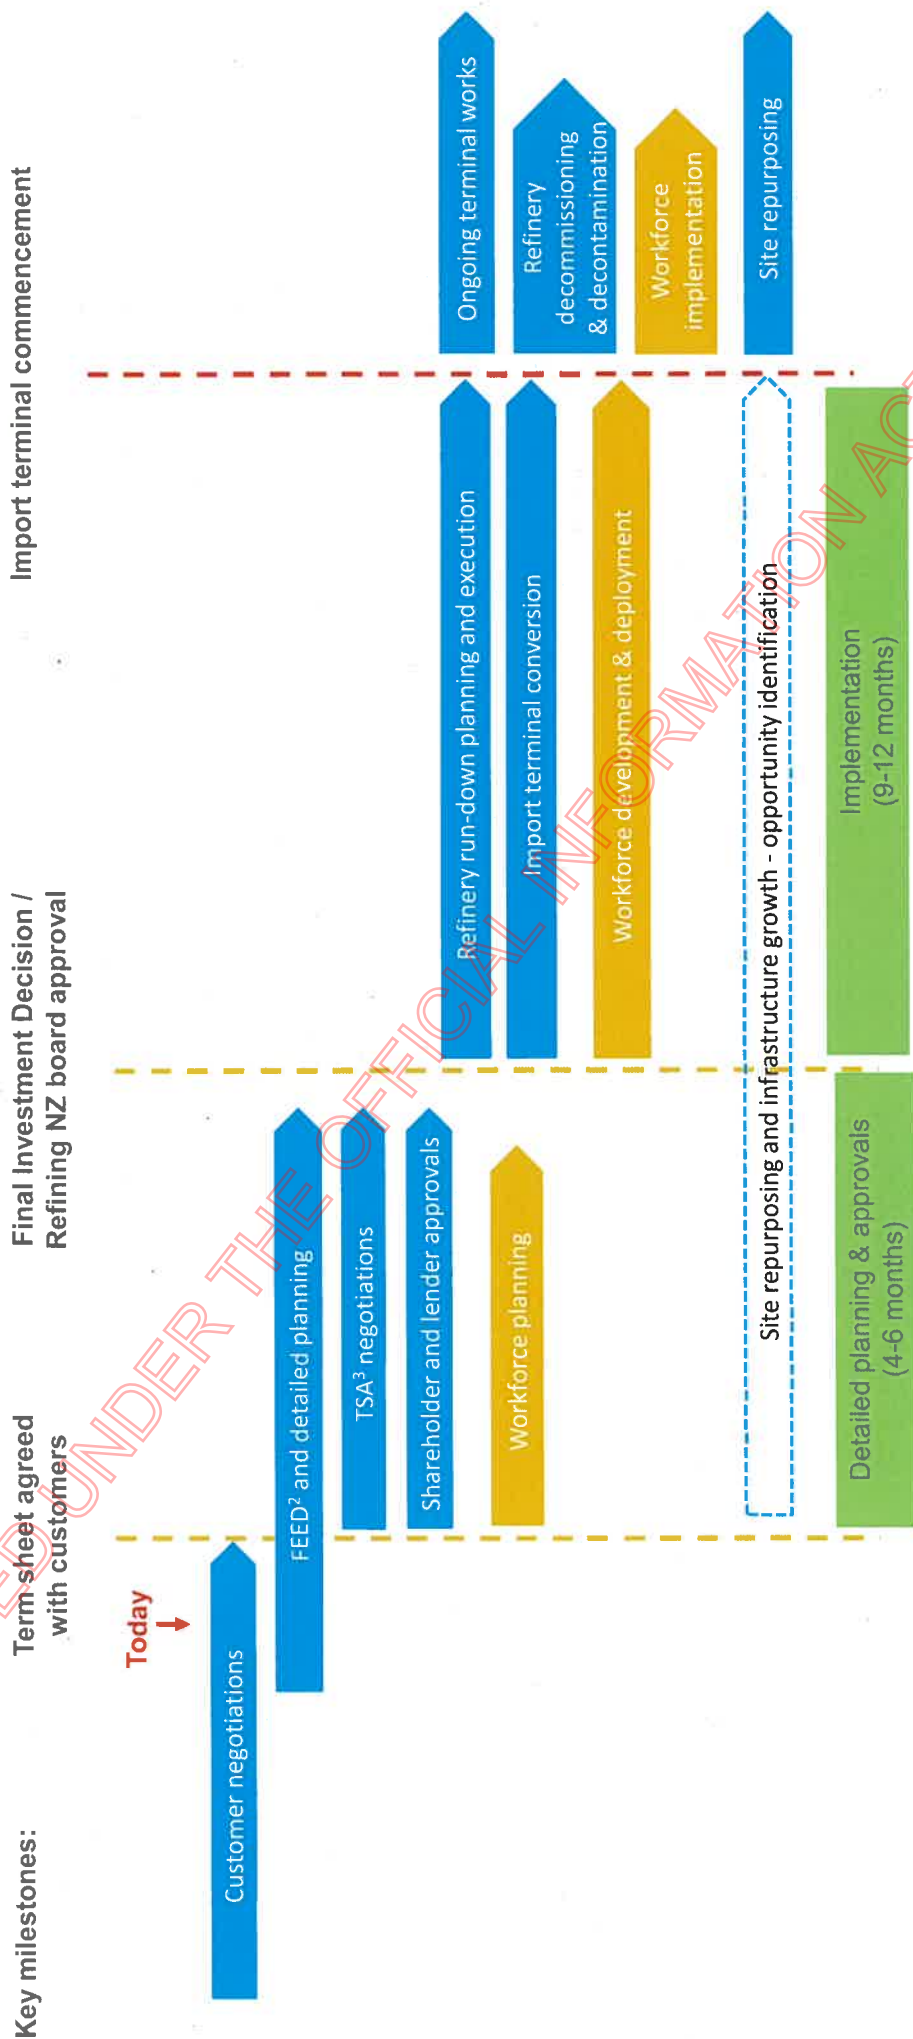 Key milestones:
Term sheet agreed
with customers
Final Investment Decision /
Refining NZ board approval
Import terminal commencement
Today
Customer negotiations
FEED² and detailed planning
TSA³ negotiations
Shareholder and lender approvals
Workforce planning
Refinery run-down planning and execution
Import terminal conversion
Workforce development & deployment
Ongoing terminal works
Refinery
decommissioning
& decontamination
Workforce
implementation
Site repurposing and infrastructure growth - opportunity identification
Site repurposing
Detailed planning & approvals
(4-6 months)
Implementation
(9-12 months)
ED UNDER THE OFFICIAL INFORMATION ACT